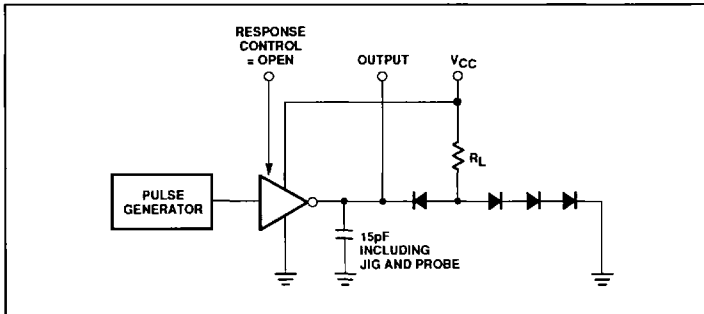 RESPONSE
CONTROL
= OPEN
OUTPUT
VCC
RL
PULSE
GENERATOR
15pF
INCLUDING
JIG AND PROBE